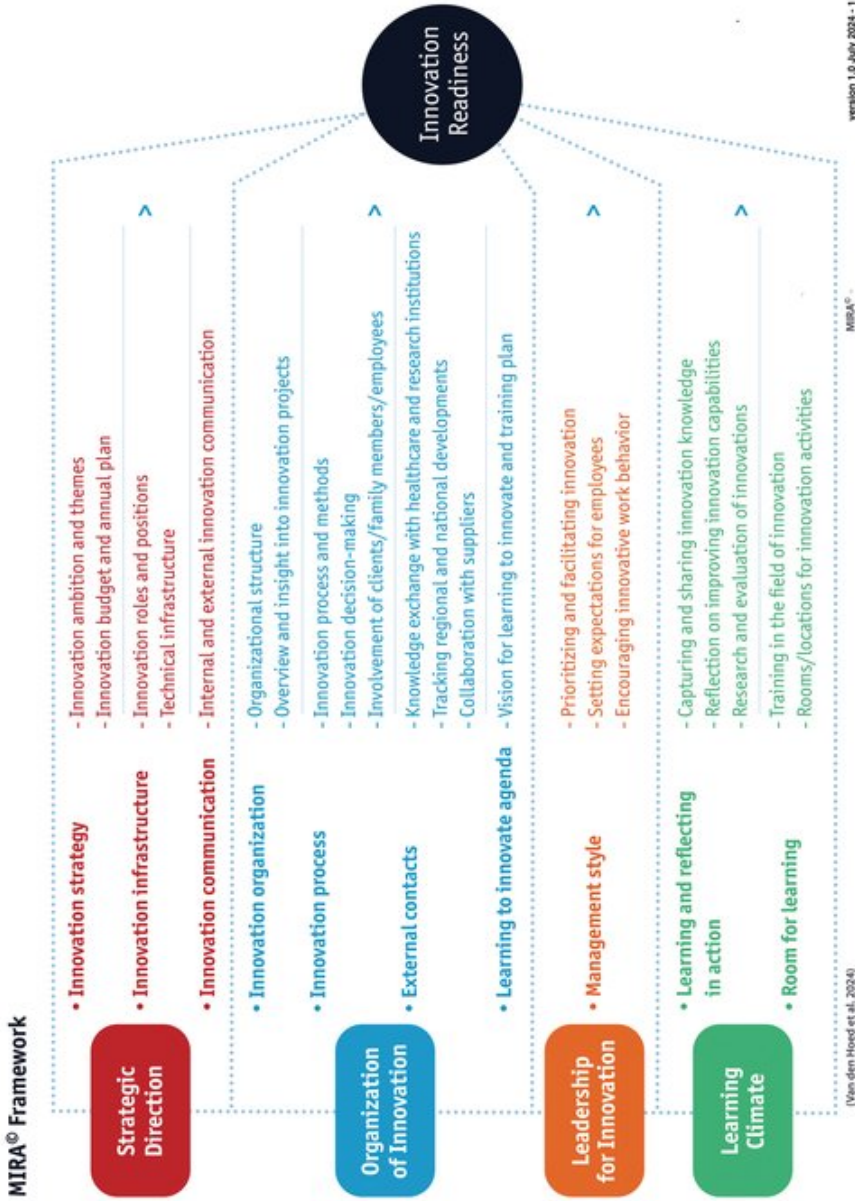 MIRA© Framework
Strategic
Direction
• Innovation strategy
- Innovation ambition and themes
- Innovation budget and annual plan
• Innovation infrastructure
- Innovation roles and positions
- Technical infrastructure
>
• Innovation communication
- Internal and external innovation communication
Organization
of Innovation
• Innovation organization
- Organizational structure
- Overview and insight into innovation projects
• Innovation process
- Innovation process and methods
- Innovation decision-making
- Involvement of clients/family members/employees
>
• External contacts
- Knowledge exchange with healthcare and research institutions
- Tracking regional and national developments
- Collaboration with suppliers
• Learning to innovate agenda
- Vision for learning to innovate and training plan
Leadership
for Innovation
• Management style
- Prioritizing and facilitating innovation
- Setting expectations for employees
- Encouraging innovative work behavior
>
Learning
Climate
• Learning and reflecting
in action
- Capturing and sharing innovation knowledge
- Reflection on improving innovation capabilities
- Research and evaluation of innovations
>
• Room for learning
- Training in the field of innovation
- Rooms/locations for innovation activities
Innovation
Readiness
(Van den Hoed et al. 2024)
MIRA© -
version 1.0 July 2024 - 1